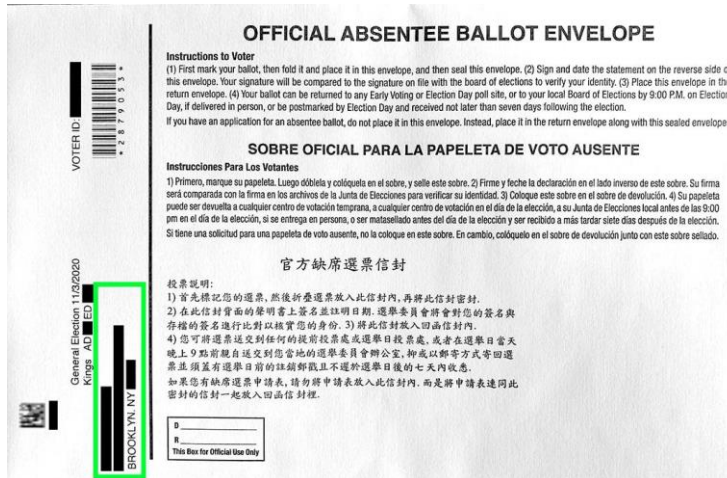 OFFICIAL ABSENTEE BALLOT ENVELOPE
Instructions to Voter
(1) First mark your ballot, then fold it and place it in this envelope, and then seal this envelope. (2) Sign and date the statement on the reverse side
this envelope. Your signature will be compared to the signature on file with the board of elections to verify your identity. (3) Place this envelope in the
return envelope. (4) Your ballot can be returned to any Early Voting or Election Day poll site, or to your local Board of Elections by 9:00 P.M. on Election
Day, if delivered in person, or be postmarked by Election Day and received not later than seven days following the election.
If you have an application for an absentee ballot, do not place it in this envelope. Instead, place it in the return envelope along with this sealed envelope
SOBRE OFICIAL PARA LA PAPELETA DE VOTO AUSENTE
Instrucciones Para Los Votantes
1) Primero, marque su papeleta. Luego dóblela y colóquela en el sobre, y selle este sobre. 2) Firme y feche la declaración en el lado inverso de este sobre. Su firma
será comparada con la firma en los archivos de la Junta de Elecciones para verificar su identidad. 3) Coloque este sobre en el sobre de devolución. 4) Su papeleta
puede ser devuelta a cualquier centro de votación temprana, a cualquier centro de votación en el día de la elección, a su Junta de Elecciones local antes de las 9:00
pm en el día de la elección, si se entrega en persona, o ser matasellado antes del día de la elección y ser recibido a más tardar siete días después de la elección.
Si tiene una solicitud para una papeleta de voto ausente, no la coloque en este sobre. En cambio, colóquelo en el sobre de devolución junto con este sobre sellado.
官方缺席選票信封
投票說明:
1) 首先標記您的選票, 然後折疊選票放入此信封內, 再將此信封密封.
2) 在此信封背面的聲明書上簽名並註明日期. 選舉委員會將會對您的簽名與
存檔的簽名進行比對以核實您的身份. 3) 將此信封放入回函信封內.
4) 您可將選票送交到任何的提前投票處或選舉日投票處, 或者在選舉日當天
晚上9點前親自送交到您當地的選舉委員會辦公室, 抑或以郵寄方式寄回選
票並須蓋有選舉日前的註銷郵戳且不遲於選舉日後的七天內收悉.
如果您有缺席選票申請表, 請勿將申請表放入此信封內. 而是將申請表連同此
密封的信封一起放入回函信封裡.
D
R
This Box for Official Use Only
VOTER ID:
*2879053*
General Election 11/3/2020
Kings AD ED
BROOKLYN, NY